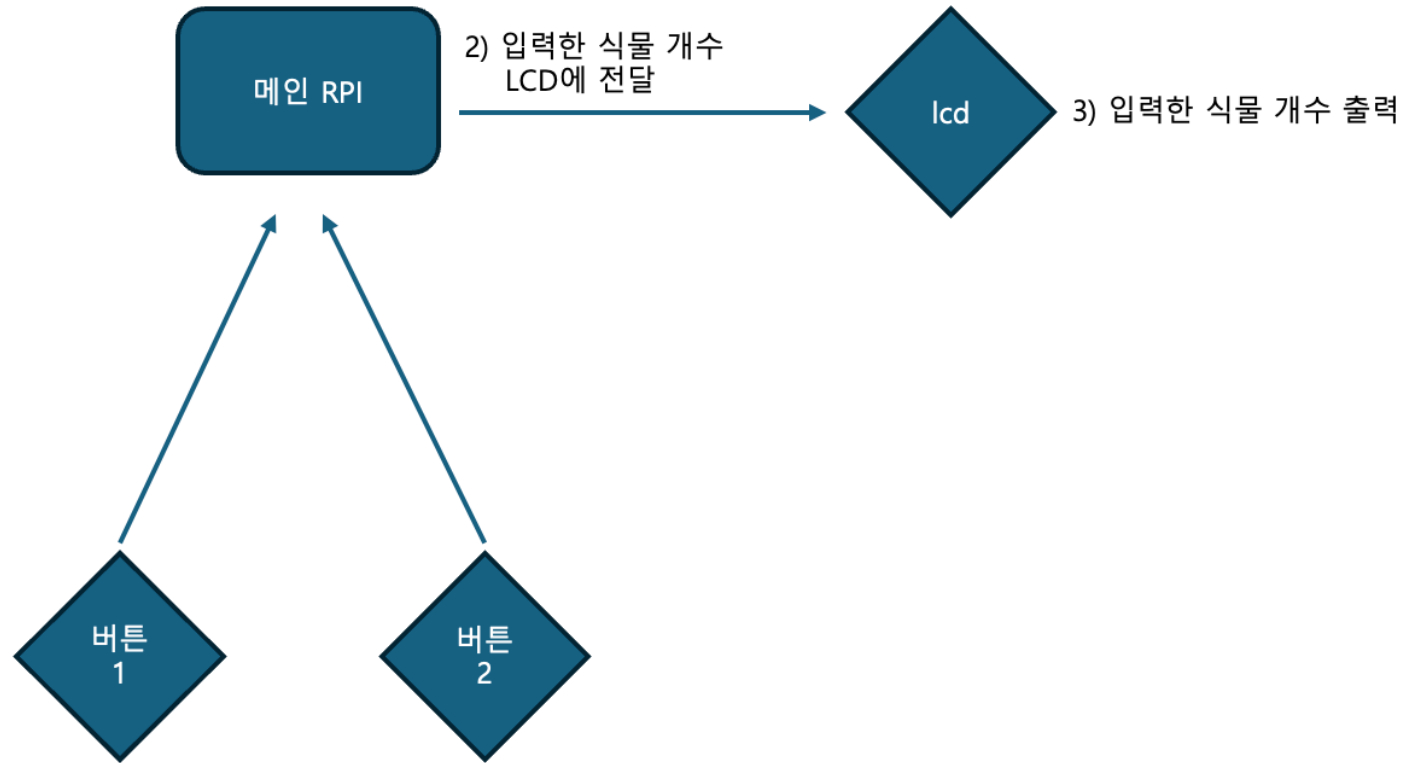 메인 RPI
2) 입력한 식물 개수
LCD에 전달
lcd
3) 입력한 식물 개수 출력
버튼
1
버튼
2